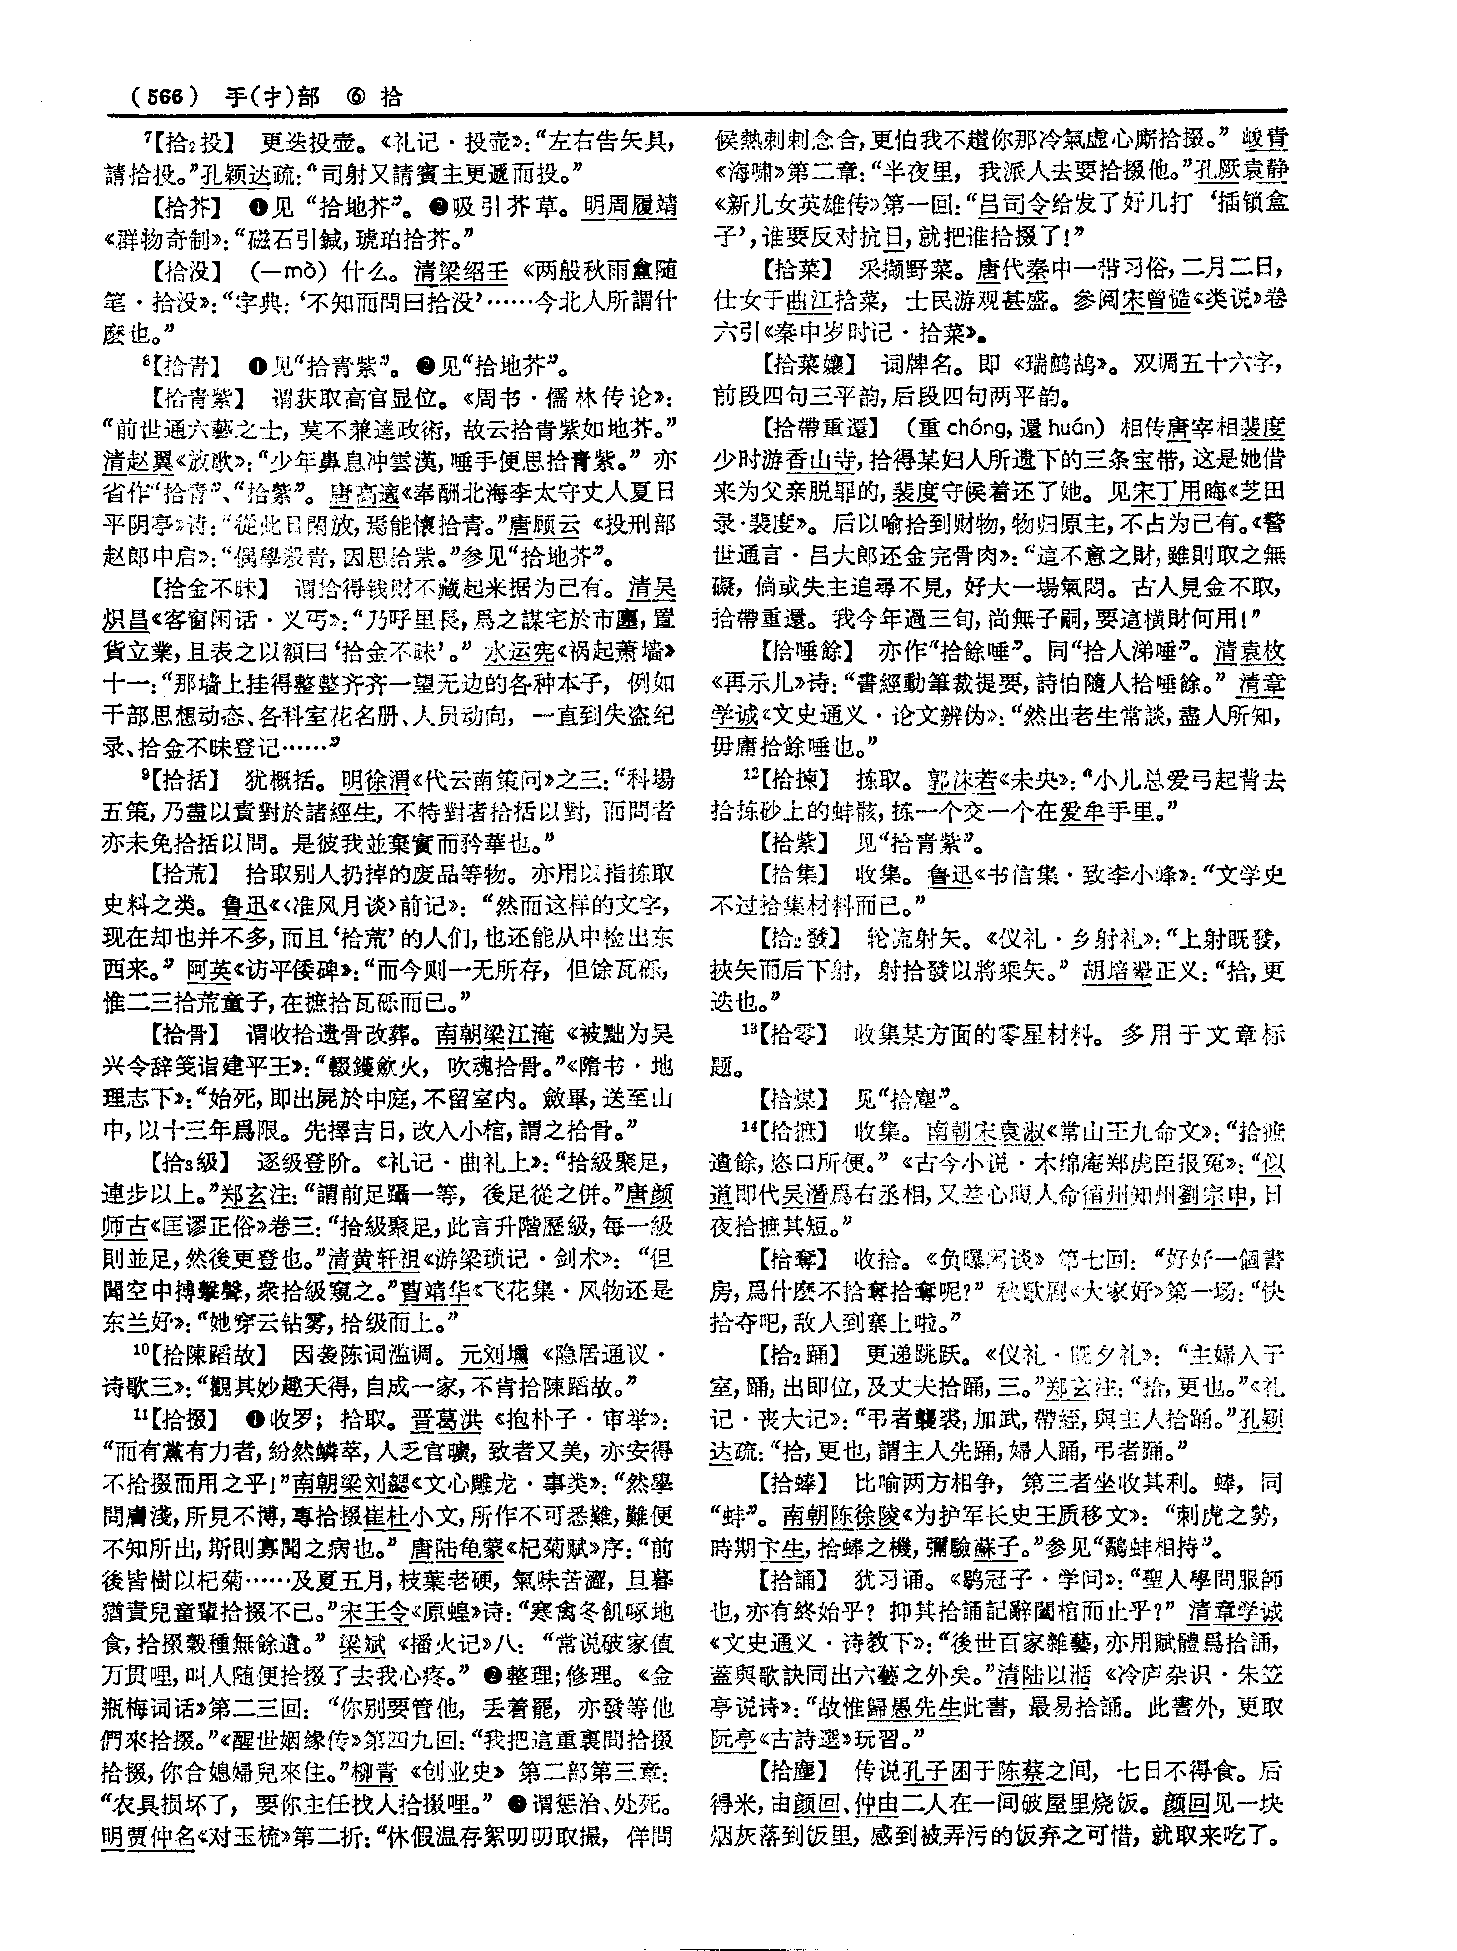 (566) 手(扌)部 ⑥ 拾
⁷【拾₂投】 更迭投壶。《礼记·投壶》：“左右告矢具，
請拾投。”孔颖达疏：“司射又請賓主更遞而投。”
【拾芥】 ❶见“拾地芥”。❷吸引芥草。明周履靖
《群物奇制》：“磁石引鍼，琥珀拾芥。”
【拾没】 （—mò）什么。清梁绍壬《两般秋雨盦随
笔·拾没》：“字典：‘不知而問曰拾没’……今北人所謂什
麽也。”
⁸【拾青】 ❶见“拾青紫”。❷见“拾地芥”。
【拾青紫】 谓获取高官显位。《周书·儒林传论》：
“前世通六藝之士，莫不兼達政術，故云拾青紫如地芥。”
清赵翼《放歌》：“少年鼻息冲雲漢，唾手便思拾青紫。”亦
省作“拾青”、“拾紫”。唐高適《奉酬北海李太守丈人夏日
平阴亭》诗：“從此日閑放，焉能懷拾青。”唐顾云《投刑部
赵郎中启》：“偶學殺青，因思拾紫。”参见“拾地芥”。
【拾金不昧】 谓拾得钱财不藏起来据为己有。清吴
炽昌《客窗闲话·义丐》：“乃呼里長，爲之謀宅於市廛，置
貨立業，且表之以額曰‘拾金不昧’。”水运宪《祸起萧墙》
十一：“那墙上挂得整整齐齐一望无边的各种本子，例如
干部思想动态、各科室花名册、人员动向，一直到失盗纪
录、拾金不昧登记……”
⁹【拾括】 犹概括。明徐渭《代云南策问》之三：“科場
五策，乃盡以責對於諸經生，不特對者拾括以對，而問者
亦未免拾括以問。是彼我並棄實而矜華也。”
【拾荒】 拾取别人扔掉的废品等物。亦用以指拣取
史料之类。鲁迅《〈准风月谈〉前记》：“然而这样的文字，
现在却也并不多，而且‘拾荒’的人们，也还能从中检出东
西来。”阿英《访平倭碑》：“而今则一无所存，但馀瓦砾，
惟二三拾荒童子，在摭拾瓦砾而已。”
【拾骨】 谓收拾遗骨改葬。南朝梁江淹《被黜为吴
兴令辞笺诣建平王》：“輟鑊歛火，吹魂拾骨。”《隋书·地
理志下》：“始死，即出屍於中庭，不留室内。斂畢，送至山
中，以十三年爲限。先擇吉日，改入小棺，謂之拾骨。”
【拾₃級】 逐级登阶。《礼记·曲礼上》：“拾級聚足，
連步以上。”郑玄注：“謂前足躡一等，後足從之併。”唐颜
师古《匡谬正俗》卷三：“拾級聚足，此言升階歷級，每一級
則並足，然後更登也。”清黄轩祖《游梁琐记·剑术》：“但
聞空中搏擊聲，衆拾級窺之。”曹靖华《飞花集·风物还是
东兰好》：“她穿云钻雾，拾级而上。”
¹⁰【拾陳蹈故】 因袭陈词滥调。元刘壎《隐居通议·
诗歌三》：“觀其妙趣天得，自成一家，不肯拾陳蹈故。”
¹¹【拾掇】 ❶收罗；拾取。晋葛洪《抱朴子·审举》：
“而有黨有力者，紛然鱗萃，人乏官曠，致者又美，亦安得
不拾掇而用之乎！”南朝梁刘勰《文心雕龙·事类》：“然學
問膚淺，所見不博，專拾掇崔杜小文，所作不可悉難，難便
不知所出，斯則寡聞之病也。”唐陆龟蒙《杞菊赋》序：“前
後皆樹以杞菊……及夏五月，枝葉老硬，氣味苦澀，旦暮
猶責兒童輩拾掇不已。”宋王令《原蝗》诗：“寒禽冬飢啄地
食，拾掇穀種無餘遺。”梁斌《播火记》八：“常说破家值
万贯哩，叫人随便拾掇了去我心疼。”❷整理；修理。《金
瓶梅词话》第二三回：“你别要管他，丢着罷，亦發等他
們來拾掇。”《醒世姻缘传》第四九回：“我把這重裏間拾掇
拾掇，你合媳婦兒來住。”柳青《创业史》第二部第三章：
“农具损坏了，要你主任找人拾掇哩。”❸谓惩治、处死。
明贾仲名《对玉梳》第二折：“休假温存絮叨叨取撮，佯問
候熱剌剌念合，更怕我不趨你那冷氣虚心廝拾掇。”峻青
《海啸》第二章：“半夜里，我派人去要拾掇他。”孔厥袁静
《新儿女英雄传》第一回：“吕司令给发了好几打‘插锁盒
子’，谁要反对抗日，就把谁拾掇了！”
【拾菜】 采撷野菜。唐代秦中一带习俗，二月二日，
仕女于曲江拾菜，士民游观甚盛。参阅宋曾慥《类说》卷
六引《秦中岁时记·拾菜》。
【拾菜孃】 词牌名。即《瑞鹧鸪》。双调五十六字，
前段四句三平韵，后段四句两平韵。
【拾帶重還】 （重 chóng，還 huán）相传唐宰相裴度
少时游香山寺，拾得某妇人所遗下的三条宝带，这是她借
来为父亲脱罪的，裴度守候着还了她。见宋丁用晦《芝田
录·裴度》。后以喻拾到财物，物归原主，不占为己有。《警
世通言·吕大郎还金完骨肉》：“這不意之財，雖則取之無
礙，倘或失主追尋不見，好大一場氣悶。古人見金不取，
拾帶重還。我今年過三旬，尚無子嗣，要這橫財何用！”
【拾唾餘】 亦作“拾餘唾”。同“拾人涕唾”。清袁枚
《再示儿》诗：“書經動筆裁提要，詩怕隨人拾唾餘。”清章
学诚《文史通义·论文辨伪》：“然出老生常談，盡人所知，
毋庸拾餘唾也。”
¹²【拾揀】 拣取。郭沫若《未央》：“小儿总爱弓起背去
拾拣砂上的蚌骸，拣一个交一个在爱牟手里。”
【拾紫】 见“拾青紫”。
【拾集】 收集。鲁迅《书信集·致李小峰》：“文学史
不过拾集材料而已。”
【拾₂發】 轮流射矢。《仪礼·乡射礼》：“上射既發，
挾矢而后下射，射拾發以將乘矢。”胡培翚正义：“拾，更
迭也。”
¹³【拾零】 收集某方面的零星材料。多用于文章标
题。
【拾煤】 见“拾塵”。
¹⁴【拾摭】 收集。南朝宋袁淑《常山王九命文》：“拾摭
遺餘，恣口所便。”《古今小说·木绵庵郑虎臣报冤》：“似
道即代吴潛爲右丞相，又差心腹人命循州知州劉宗申，日
夜拾摭其短。”
【拾奪】 收拾。《负曝闲谈》第七回：“好好一個書
房，爲什麽不拾奪拾奪呢？”秧歌剧《大家好》第一场：“快
拾夺吧，敌人到寨上啦。”
【拾₂踊】 更递跳跃。《仪礼·既夕礼》：“主婦入于
室，踊，出即位，及丈夫拾踊，三。”郑玄注：“拾，更也。”《礼
记·丧大记》：“弔者襲裘，加武，帶絰，與主人拾踊。”孔颖
达疏：“拾，更也，謂主人先踊，婦人踊，弔者踊。”
【拾蜯】 比喻两方相争，第三者坐收其利。蜯，同
“蚌”。南朝陈徐陵《为护军长史王质移文》：“刺虎之勢，
時期卞生，拾蜯之機，彌驗蘇子。”参见“鹬蚌相持”。
【拾誦】 犹习诵。《鹖冠子·学问》：“聖人學問服師
也，亦有終始乎？抑其拾誦記辭闔棺而止乎？”清章学诚
《文史通义·诗教下》：“後世百家雜藝，亦用賦體爲拾誦，
蓋與歌訣同出六藝之外矣。”清陆以湉《冷庐杂识·朱笠
亭说诗》：“故惟歸愚先生此書，最易拾誦。此書外，更取
阮亭《古詩選》玩習。”
【拾塵】 传说孔子困于陈蔡之间，七日不得食。后
得米，由颜回、仲由二人在一间破屋里烧饭。颜回见一块
烟灰落到饭里，感到被弄污的饭弃之可惜，就取来吃了。